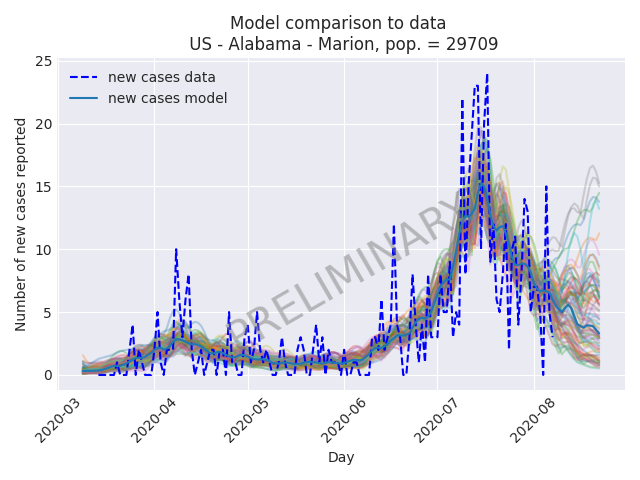 Model comparison to data
US - Alabama - Marion, pop. = 29709
25
new cases data
new cases model
20
15
10
5
0
Number of new cases reported
PRELIMINARY
2020-03
2020-04
2020-05
2020-06
2020-07
2020-08
Day